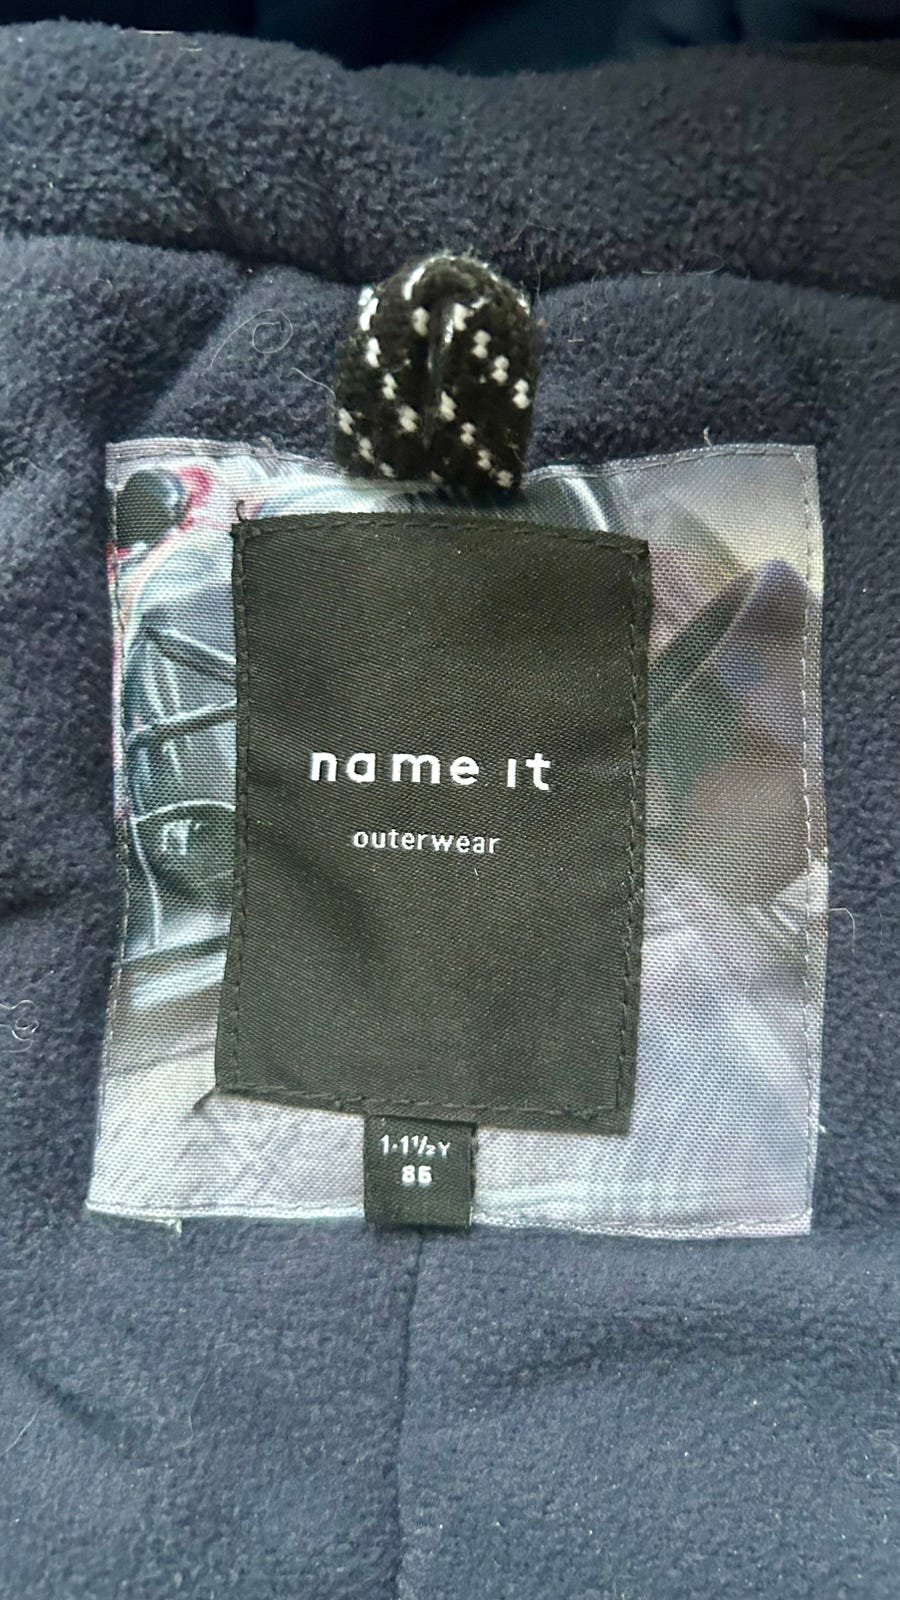 name it
outerwear
1-1½Y
86